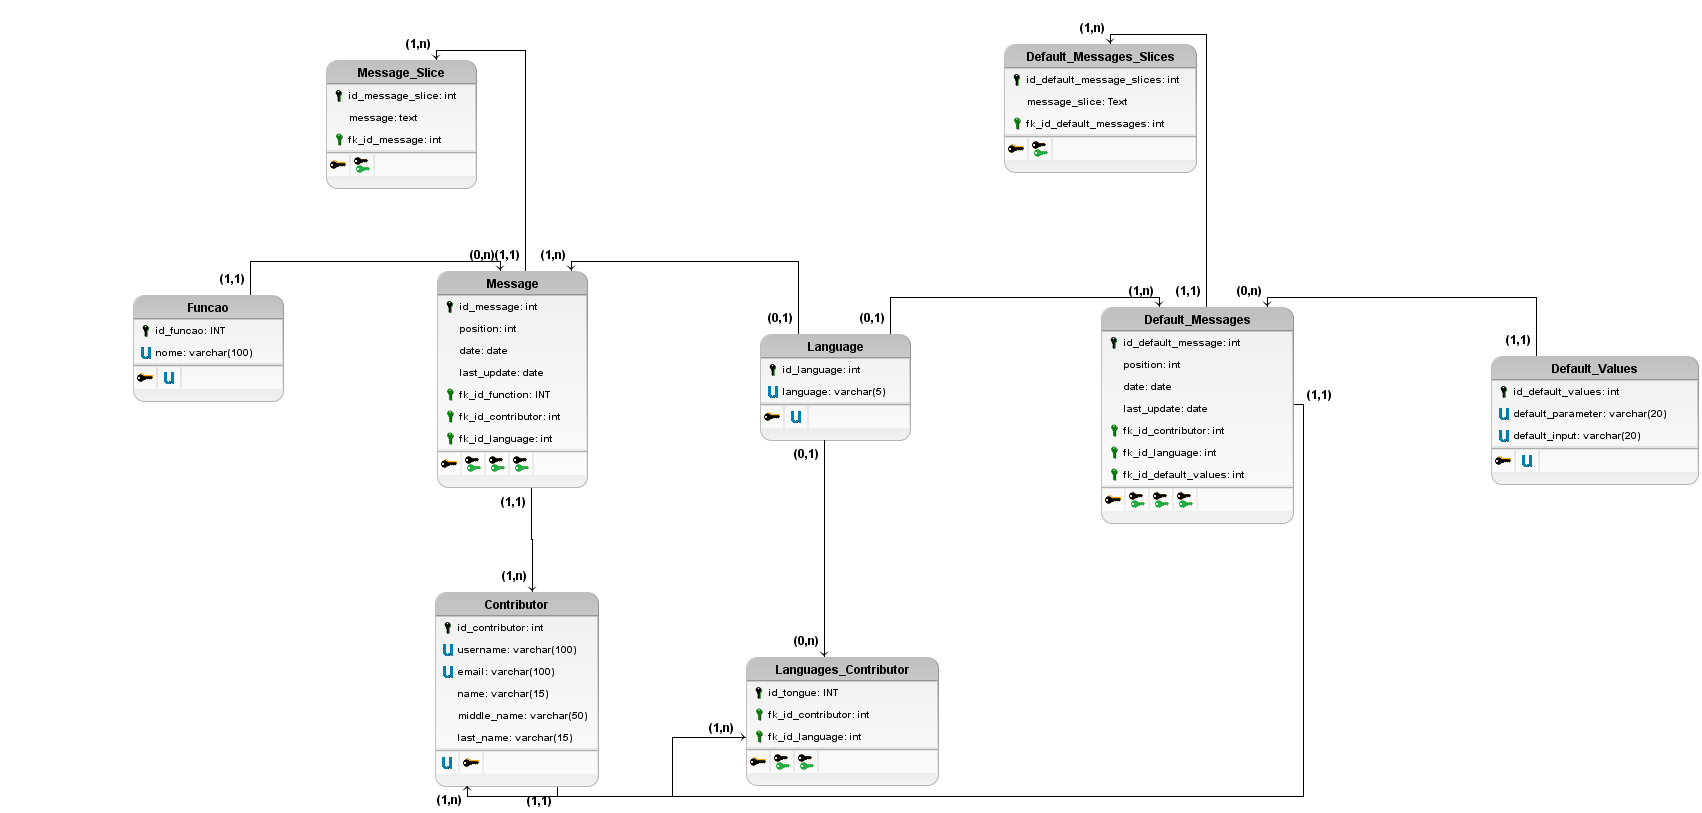 (1,n)
Message_Slice
id_message_slice: int
message: text
fk_id_message: int
(1,n)
Default_Messages_Slices
id_default_message_slices: int
message_slice: Text
fk_id_default_messages: int
(1,1)
Funcao
id_funcao: INT
U nome: varchar(100)
U
(0,n)(1,1)
(1,n)
Message
id_message: int
position: int
date: date
last_update: date
fk_id_function: INT
fk_id_contributor: int
fk_id_language: int
(1,1)
(0,1)
(0,1)
Language
id_language: int
U language: varchar(5)
U
(0,1)
(1,n)
(1,1)
(0,n)
Default_Messages
id_default_message: int
position: int
date: date
last_update: date
fk_id_contributor: int
fk_id_language: int
fk_id_default_values: int
(1,1)
(1,1)
Default_Values
id_default_values: int
U default_parameter: varchar(20)
U default_input: varchar(20)
U
(1,n)
Contributor
id_contributor: int
U username: varchar(100)
U email: varchar(100)
name: varchar(15)
middle_name: varchar(50)
last_name: varchar(15)
U
(1,n)
(1,1)
(0,n)
Languages_Contributor
id_tongue: INT
fk_id_contributor: int
fk_id_language: int
(1,n)